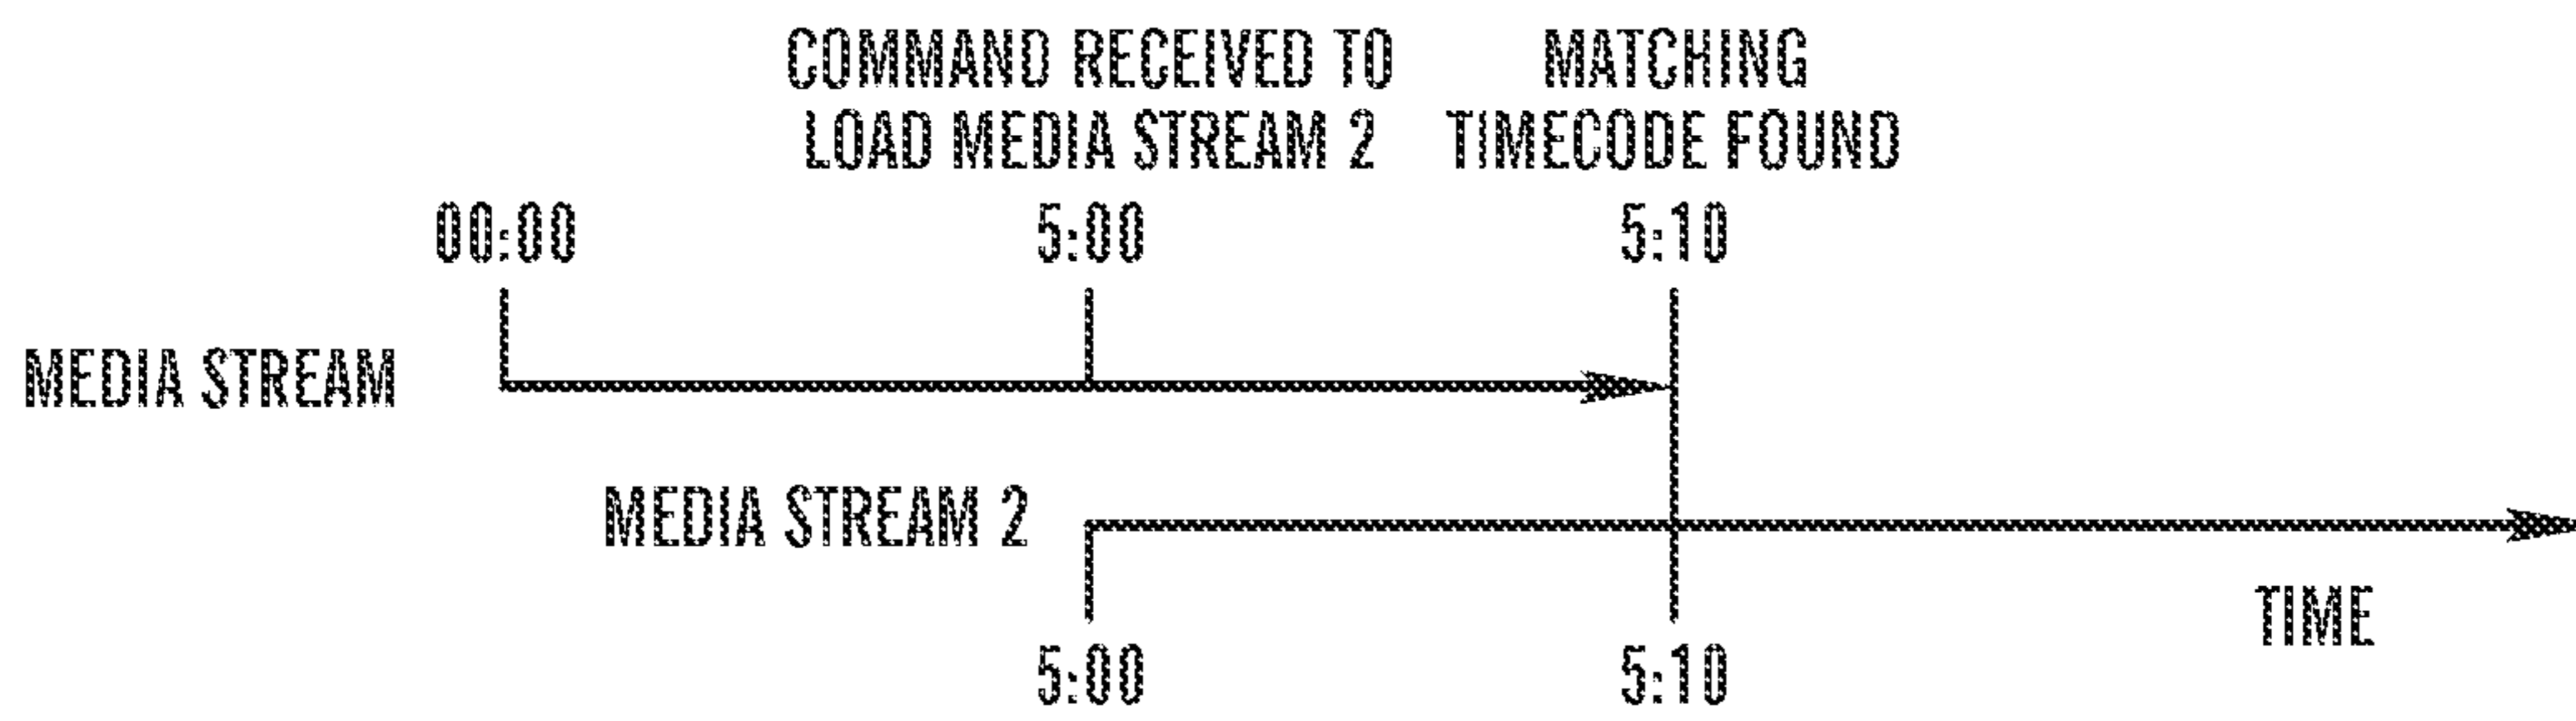 COMMAND RECEIVED TO
LOAD MEDIA STREAM 2
MATCHING
TIMECODE FOUND
00:00
5:00
5:10
MEDIA STREAM
MEDIA STREAM 2
TIME
5:00
5:10